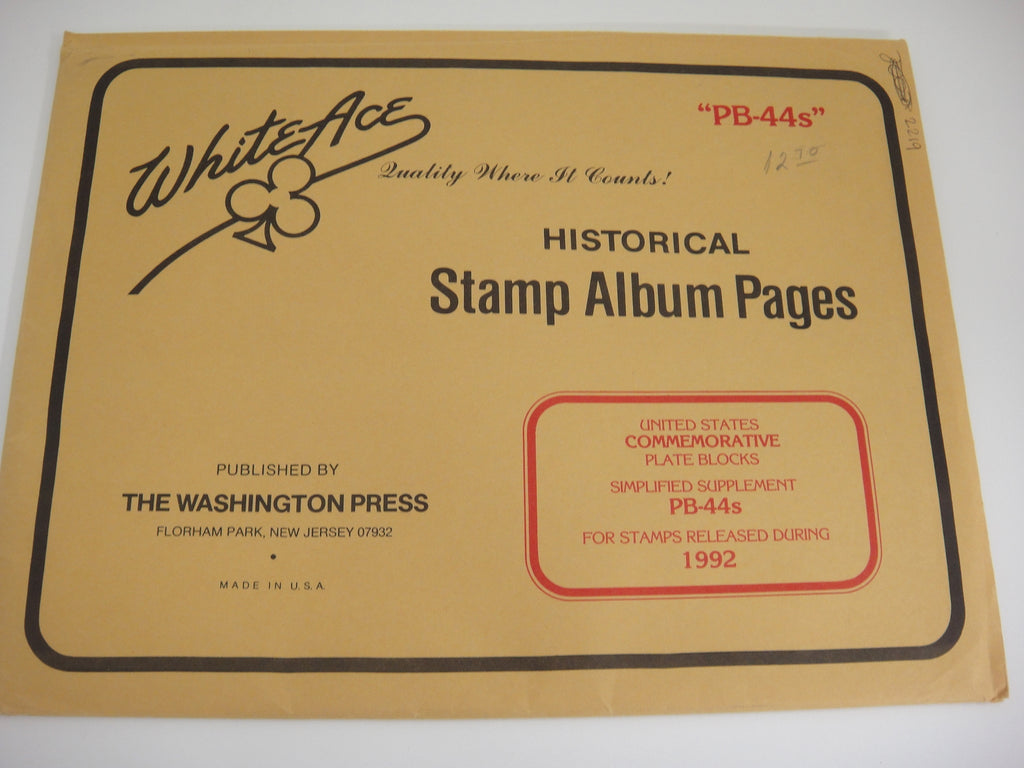 WhiteAce
Quality Where It Counts!
"PB-44s"
12 70
2219
HISTORICAL
Stamp Album Pages
PUBLISHED BY
THE WASHINGTON PRESS
FLORHAM PARK, NEW JERSEY 07932
•
MADE IN U.S.A.
UNITED STATES
COMMEMORATIVE
PLATE BLOCKS
SIMPLIFIED SUPPLEMENT
PB-44s
FOR STAMPS RELEASED DURING
1992